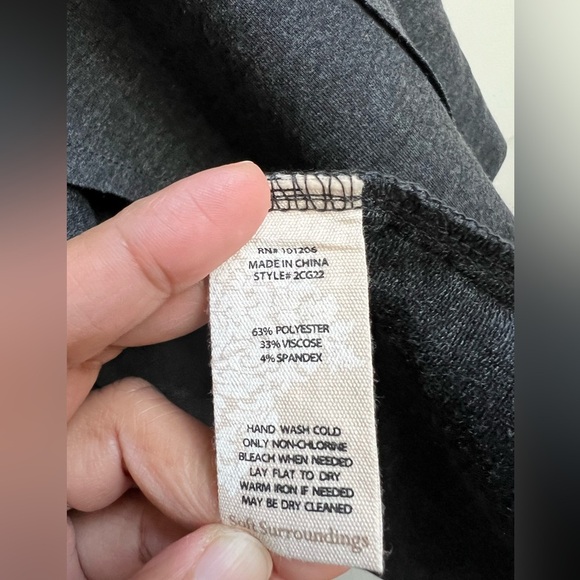 RN# 101206
MADE IN CHINA
STYLE# 2CG22
63% POLYESTER
33% VISCOSE
4% SPANDEX
HAND WASH COLD
ONLY NON-CHLORINE
BLEACH WHEN NEEDED
LAY FLAT TO DRY
WARM IRON IF NEEDED
MAY BE DRY CLEANED
Soft Surroundings